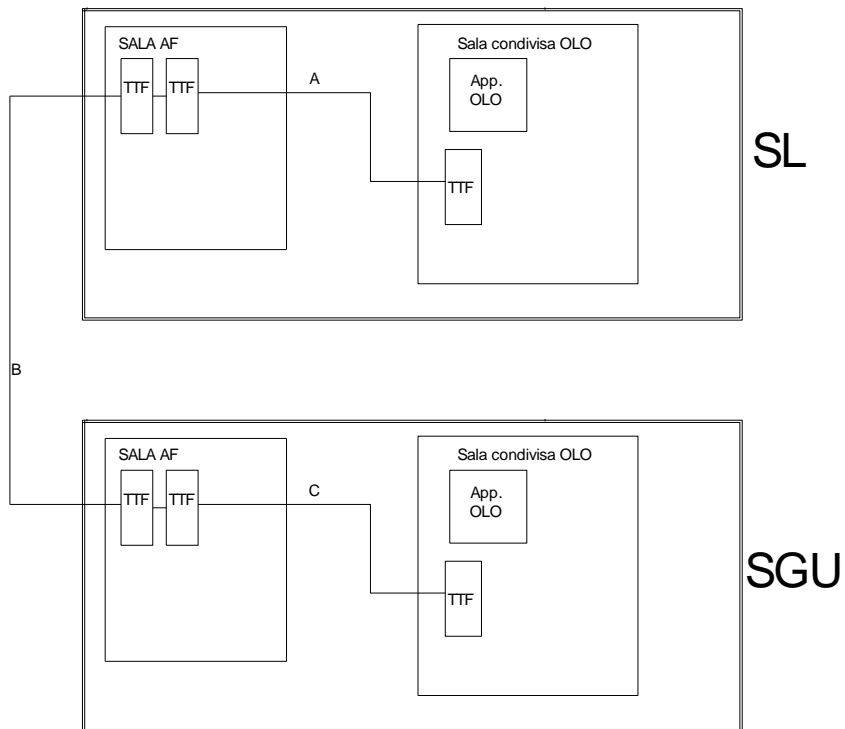 SALA AF
Sala condivisa OLO
TTF
TTF
A
App.
OLO
TTF
SL
B
SALA AF
Sala condivisa OLO
TTF
TTF
C
App.
OLO
TTF
SGU